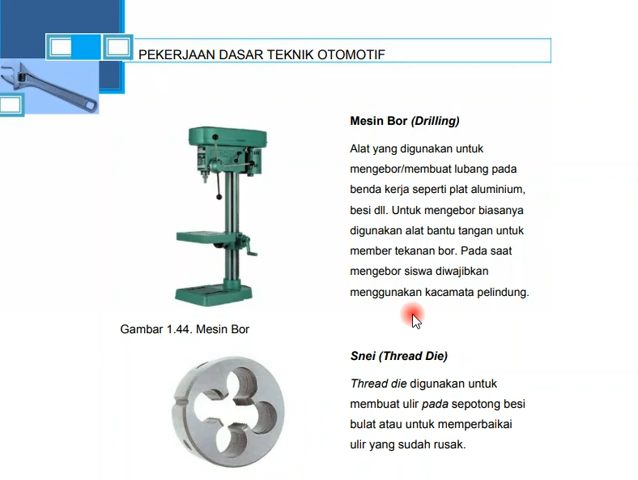 PEKERJAAN DASAR TEKNIK OTOMOTIF
Mesin Bor (Drilling)
Alat yang digunakan untuk
mengebor/membuat lubang pada
benda kerja seperti plat aluminium,
besi dll. Untuk mengebor biasanya
digunakan alat bantu tangan untuk
member tekanan bor. Pada saat
mengebor siswa diwajibkan
menggunakan kacamata pelindung.
Gambar 1.44. Mesin Bor
Snei (Thread Die)
Thread die digunakan untuk
membuat ulir pada sepotong besi
bulat atau untuk memperbaiki
ulir yang sudah rusak.